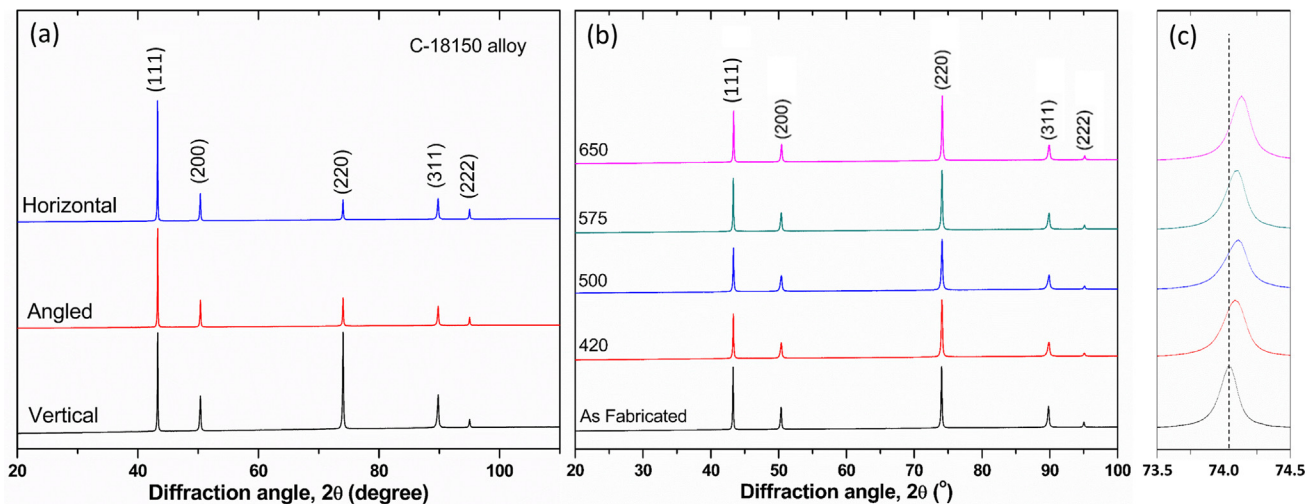 (a)
C-18150 alloy
(111)
(200)
(220)
(311)
(222)
Horizontal
Angled
Vertical
20 40 60 80 100
Diffraction angle, 2θ (degree)
(b)
(111)
(200)
(220)
(311)
(222)
650
575
500
420
As Fabricated
20 30 40 50 60 70 80 90 100
Diffraction angle, 2θ (°)
(c)
73.5 74.0 74.5